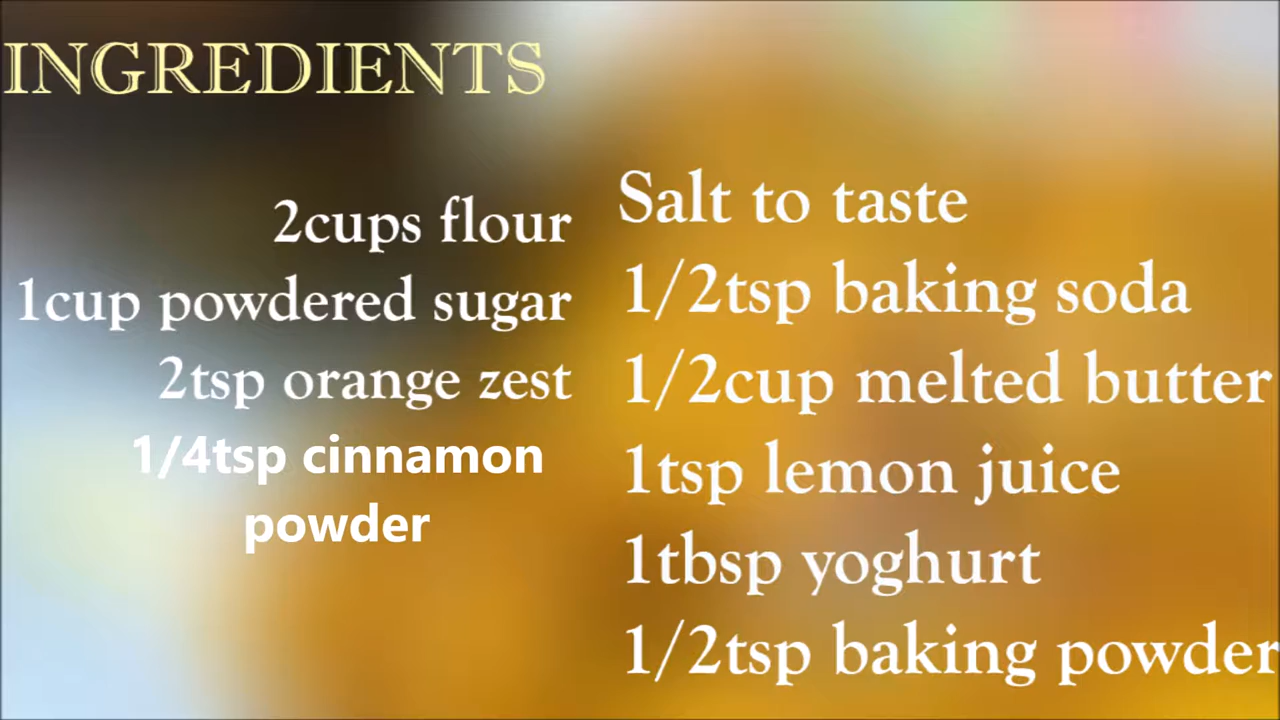 INGREDIENTS
2cups flour
1cup powdered sugar
2tsp orange zest
1/4tsp cinnamon
powder
Salt to taste
1/2tsp baking soda
1/2cup melted butter
1tsp lemon juice
1tbsp yoghurt
1/2tsp baking powder